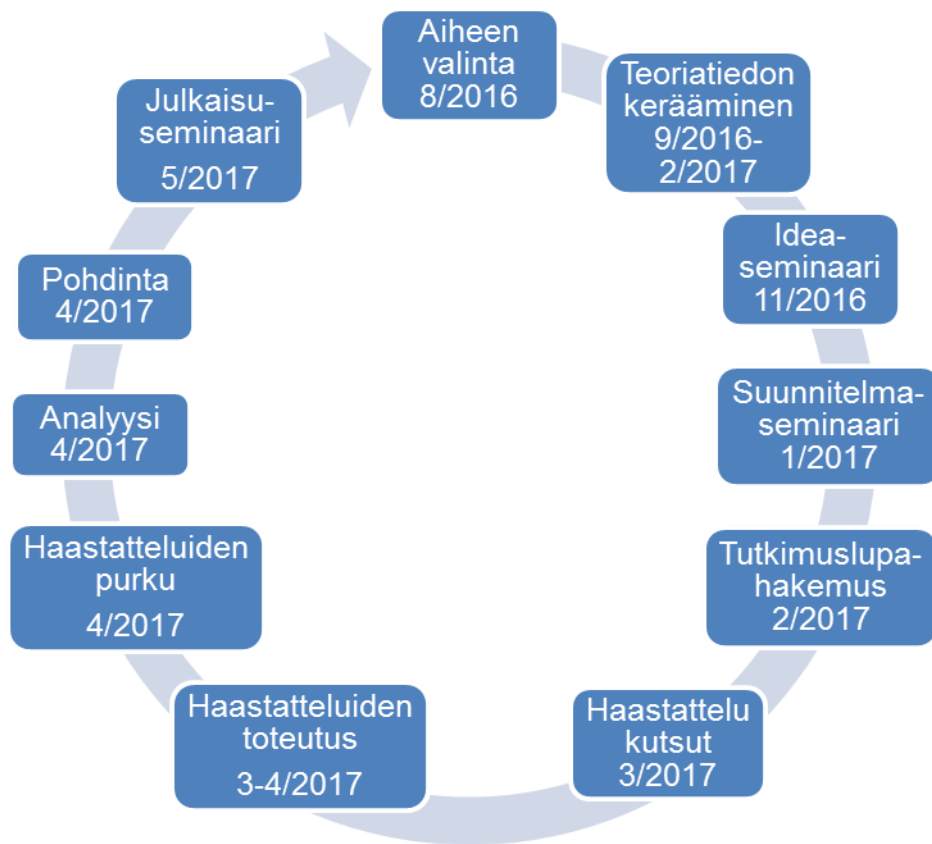 Aiheen
valinta
8/2016
Teoriatiedon
kerääminen
9/2016-
2/2017
Idea-
seminaari
11/2016
Suunnitelma-
seminaari
1/2017
Tutkimuslupa-
hakemus
2/2017
Haastattelu
kutsut
3/2017
Haastatteluiden
toteutus
3-4/2017
Haastatteluiden
purku
4/2017
Analyysi
4/2017
Pohdinta
4/2017
Julkaisu-
seminaari
5/2017